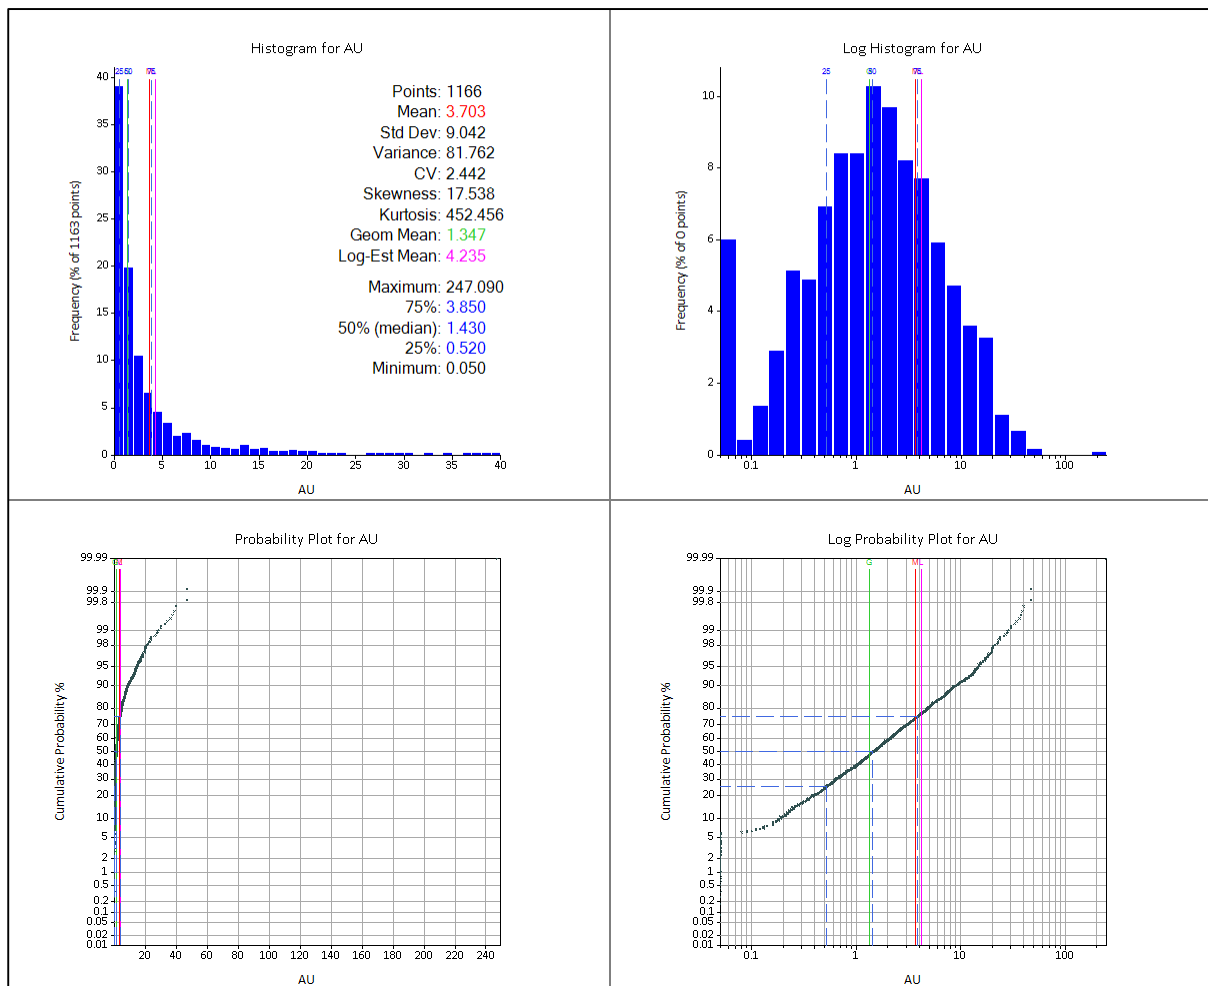 Histogram for AU
25 50
40
35
30
25
20
15
10
5
0
Frequency (% of 1163 points)
Points: 1166
Mean: 3.703
Std Dev: 9.042
Variance: 81.762
CV: 2.442
Skewness: 17.538
Kurtosis: 452.456
Geom Mean: 1.347
Log-Est Mean: 4.235
Maximum: 247.090
75%: 3.850
50% (median): 1.430
25%: 0.520
Minimum: 0.050
0 5 10 15 20 25 30 35 40
AU
Log Histogram for AU
25
10
8
6
4
2
0
Frequency (% of 0 points)
0.1 1 10 100
AU
Probability Plot for AU
99.99
99.9
99.8
99
98
95
90
80
70
60
50
40
30
20
10
5
2
1
0.5
0.2
0.1
0.05
0.02
0.01
Cumulative Probability %
20 40 60 80 100 120 140 160 180 200 220 240
AU
Log Probability Plot for AU
G M L
99.99
99.9
99.8
99
98
95
90
80
70
60
50
40
30
20
10
5
2
1
0.5
0.2
0.1
0.05
0.02
0.01
Cumulative Probability %
0.1 1 10 100
AU